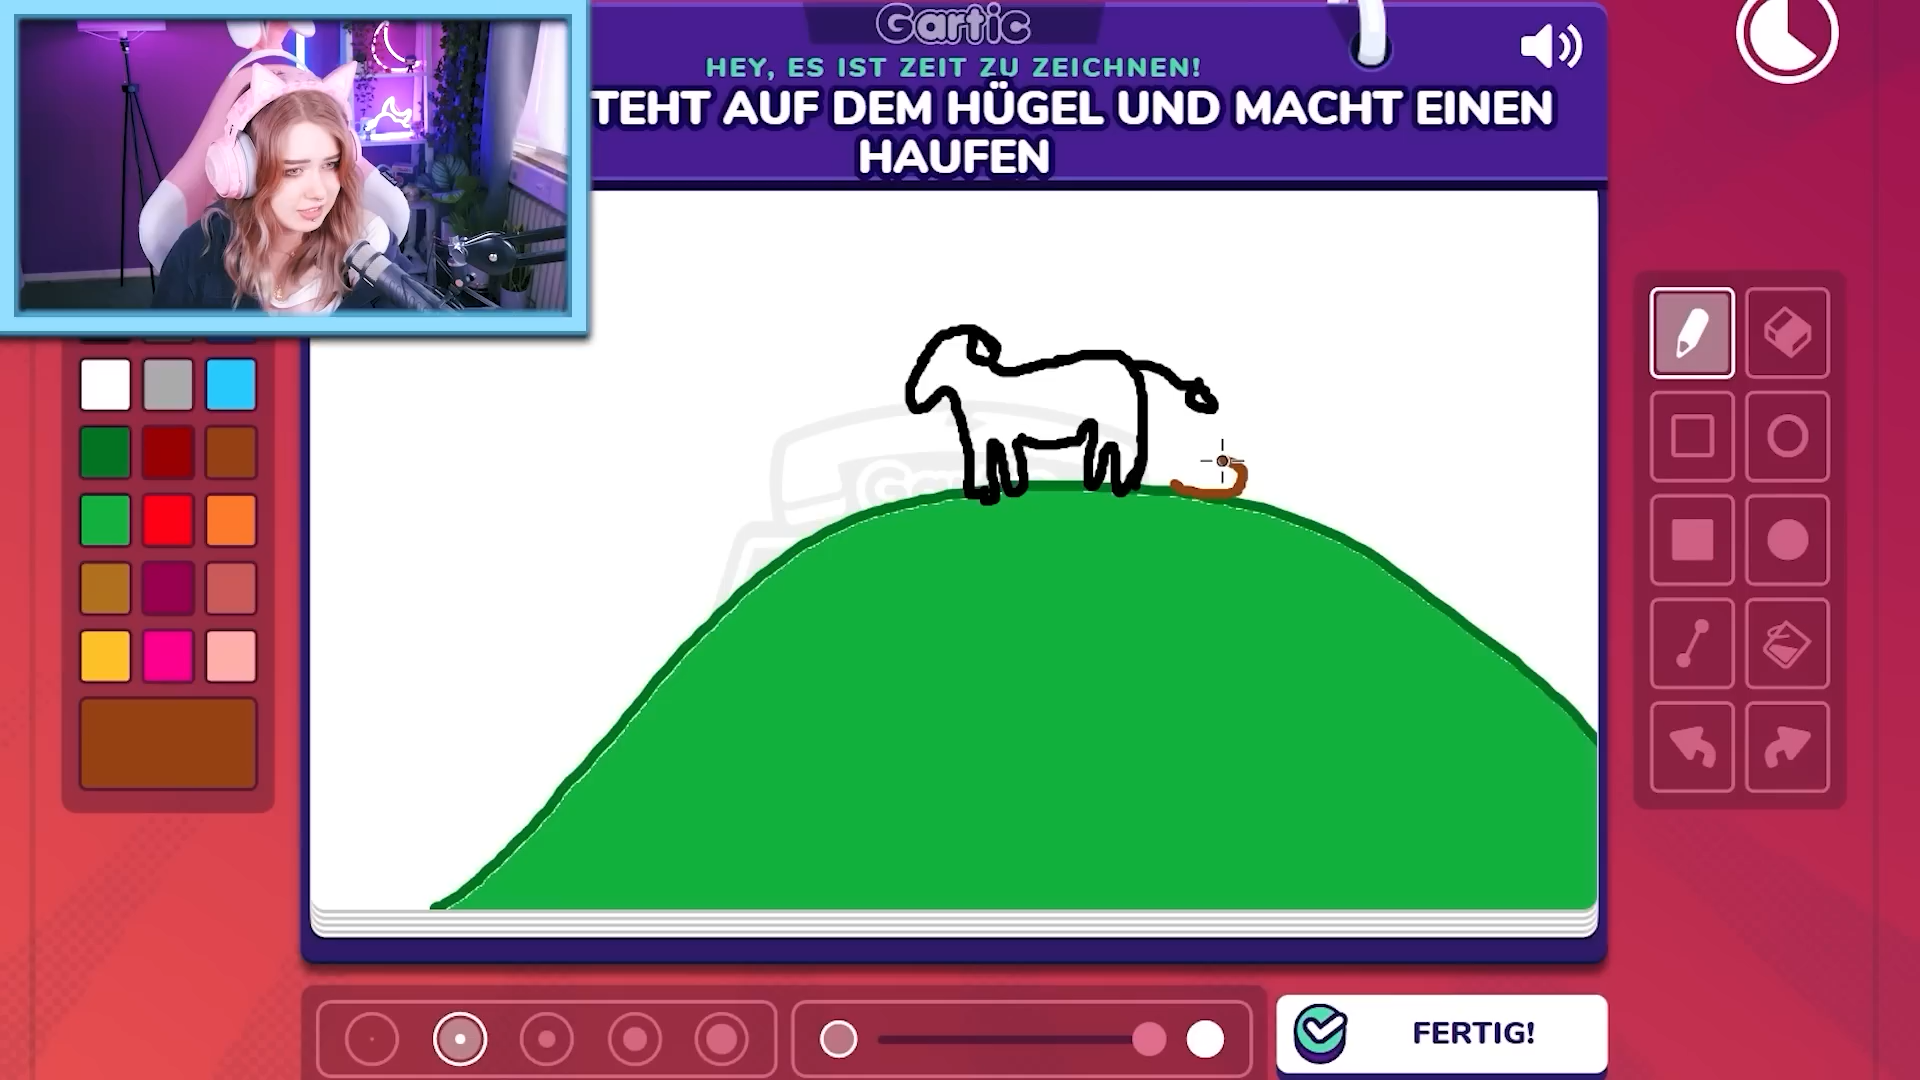 Gartic
HEY, ES IST ZEIT ZU ZEICHNEN!
TEHT AUF DEM HÜGEL UND MACHT EINEN
HAUFEN
FERTIG!